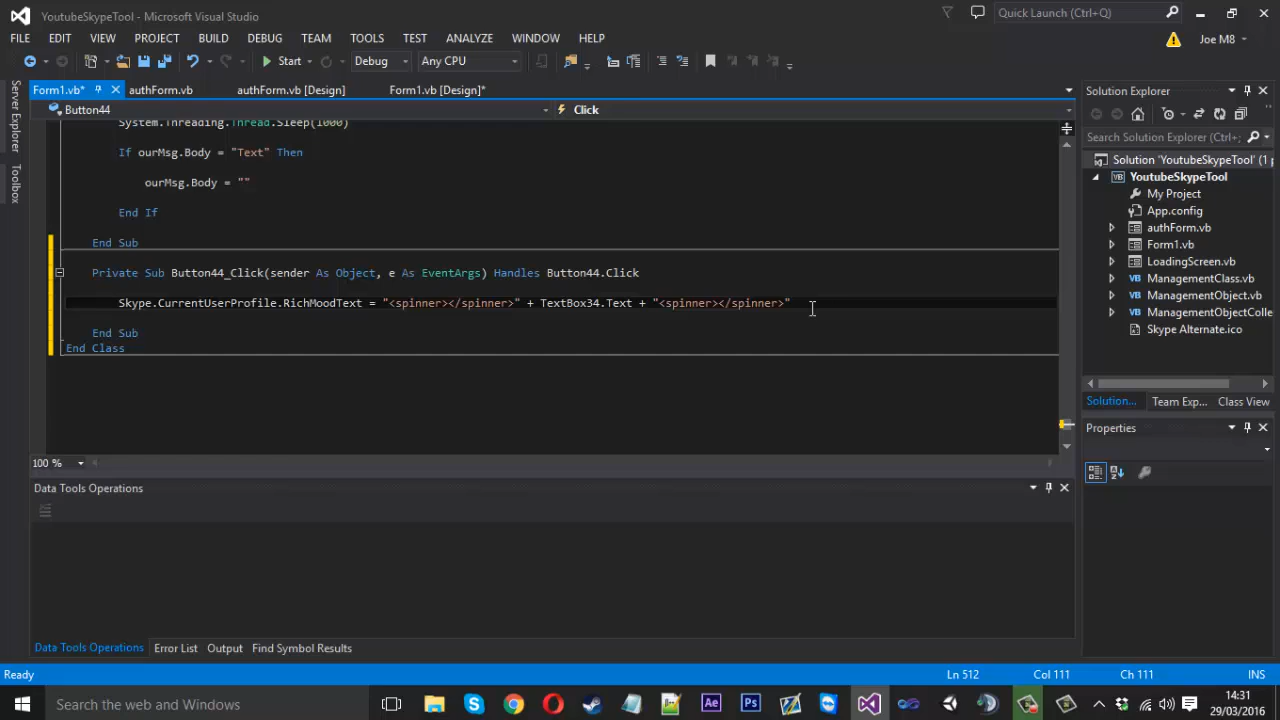 YoutubeSkypeTool - Microsoft Visual Studio
Quick Launch (Ctrl+Q)
FILE EDIT VIEW PROJECT BUILD DEBUG TEAM TOOLS TEST ANALYZE WINDOW HELP
Joe M8
Start
Debug
Any CPU
Server Explorer
Toolbox
Form1.vb*
authForm.vb
authForm.vb [Design]
Form1.vb [Design]*
Button44
Click
System.Threading.Thread.Sleep(1000)
If ourMsg.Body = "Text" Then
ourMsg.Body = ""
End If
End Sub
Private Sub Button44_Click(sender As Object, e As EventArgs) Handles Button44.Click
Skype.CurrentUserProfile.RichMoodText = "<spinner></spinner>" + TextBox34.Text + "<spinner></spinner>"
End Sub
End Class
100 %
Data Tools Operations
Data Tools Operations
Error List
Output
Find Symbol Results
Solution Explorer
Search Solution Explorer (Ctrl+;
Solution 'YoutubeSkypeTool' (1 p
YoutubeSkypeTool
My Project
App.config
authForm.vb
Form1.vb
LoadingScreen.vb
ManagementClass.vb
ManagementObject.vb
ManagementObjectColle
Skype Alternate.ico
Solution...
Team Exp...
Class View
Properties
Ready
Ln 512
Col 111
Ch 111
INS
Search the web and Windows
14:31
29/03/2016